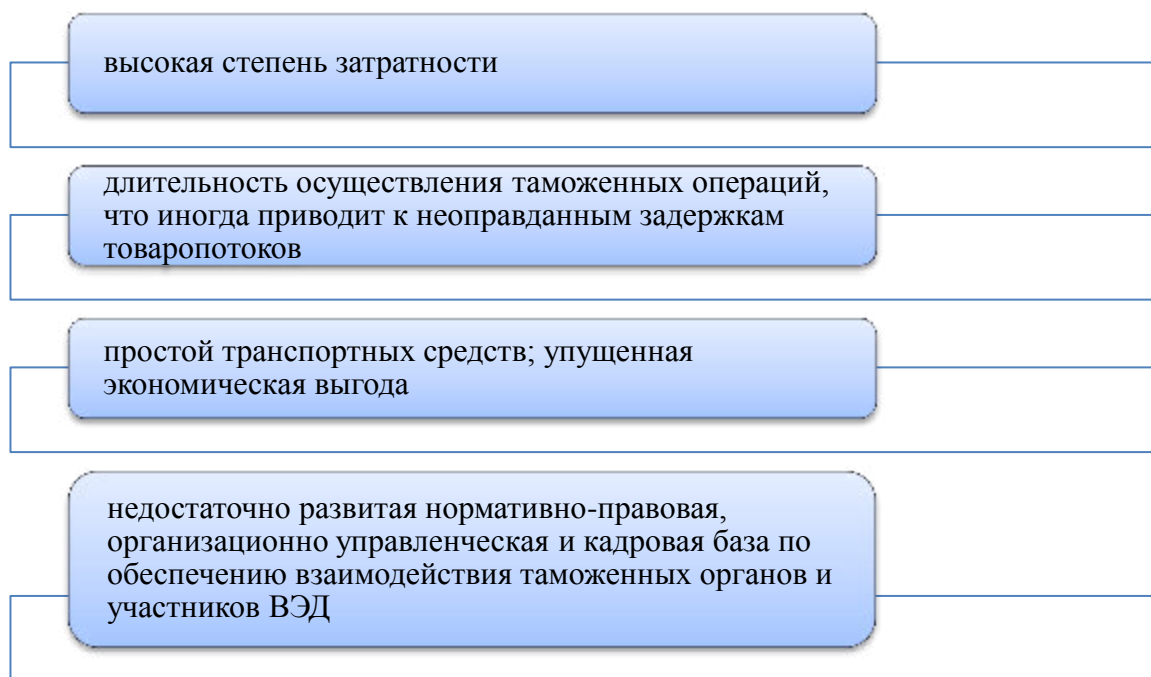 высокая степень затратности
длительность осуществления таможенных операций,
что иногда приводит к неоправданным задержкам
товаропотоков
простой транспортных средств; упущенная
экономическая выгода
недостаточно развитая нормативно-правовая,
организационно управленческая и кадровая база по
обеспечению взаимодействия таможенных органов и
участников ВЭД